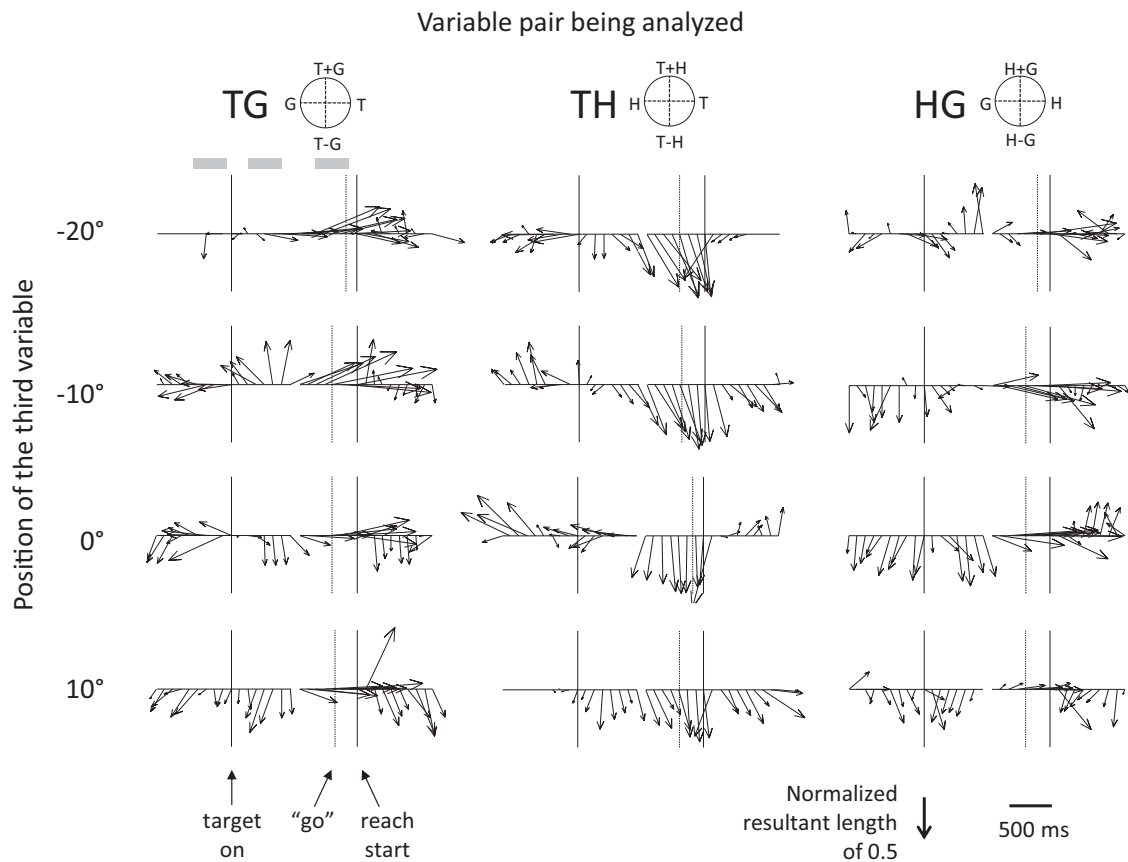 Variable pair being analyzed
TG
T+G
G
T
T-G
TH
T+H
H
T
T-H
HG
H+G
G
H
H-G
Position of the third variable
-20°
-10°
0°
10°
target
on
“go”
reach
start
Normalized
resultant length
of 0.5
500 ms